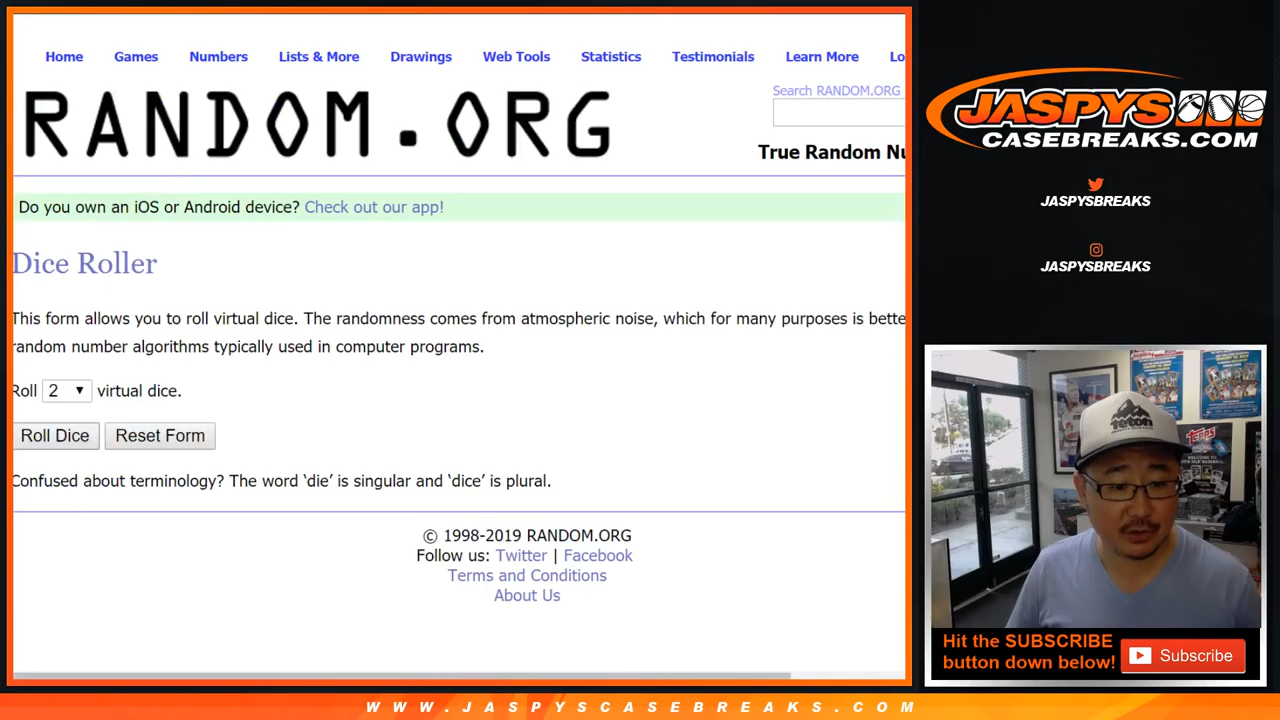 Home Games Numbers Lists & More Drawings Web Tools Statistics Testimonials Learn More Lo
Search RANDOM.ORG
RANDOM.ORG
True Random Nu
Do you own an iOS or Android device? Check out our app!
Dice Roller
This form allows you to roll virtual dice. The randomness comes from atmospheric noise, which for many purposes is bette
random number algorithms typically used in computer programs.
Roll 2 virtual dice.
Roll Dice Reset Form
Confused about terminology? The word ‘die’ is singular and ‘dice’ is plural.
© 1998-2019 RANDOM.ORG
Follow us: Twitter | Facebook
Terms and Conditions
About Us
JASPYS
CASEBREAKS.COM
JASPYSBREAKS
JASPYSBREAKS
TETON
TOPPS
Hit the SUBSCRIBE
button down below!
Subscribe
WWW.JASPYSCASEBREAKS.COM